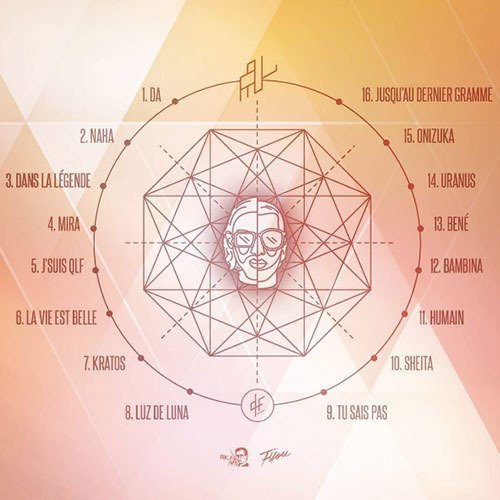 1. DA
2. NAHA
3. DANS LA LÉGENDE
4. MIRA
5. J'SUIS QLF
6. LA VIE EST BELLE
7. KRATOS
8. LUZ DE LUNA
9. TU SAIS PAS
10. SHEITA
11. HUMAIN
12. BAMBINA
13. BENÉ
14. URANUS
15. ONIZUKA
16. JUSQU'AU DERNIER GRAMME
Fifou